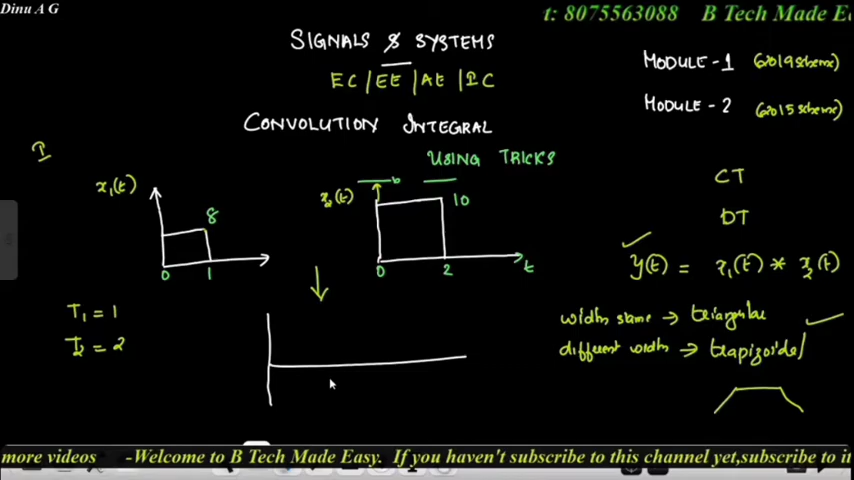 Dinu A G
t: 8075563088 B Tech Made E
SIGNALS & SYSTEMS
EC | EE | AE | IC
MODULE - 1 (2019 scheme)
MODULE - 2 (2015 scheme)
CONVOLUTION INTEGRAL
USING TRICKS
I
x₁(t)
8
0
1
x₂(t)
10
0
2
t
CT
DT
y(t) = x₁(t) * x₂(t)
T₁ = 1
T₂ = 2
width same → triangular
different width → trapizoidal
more videos -Welcome to B Tech Made Easy. If you haven't subscribe to this channel yet,subscribe to it